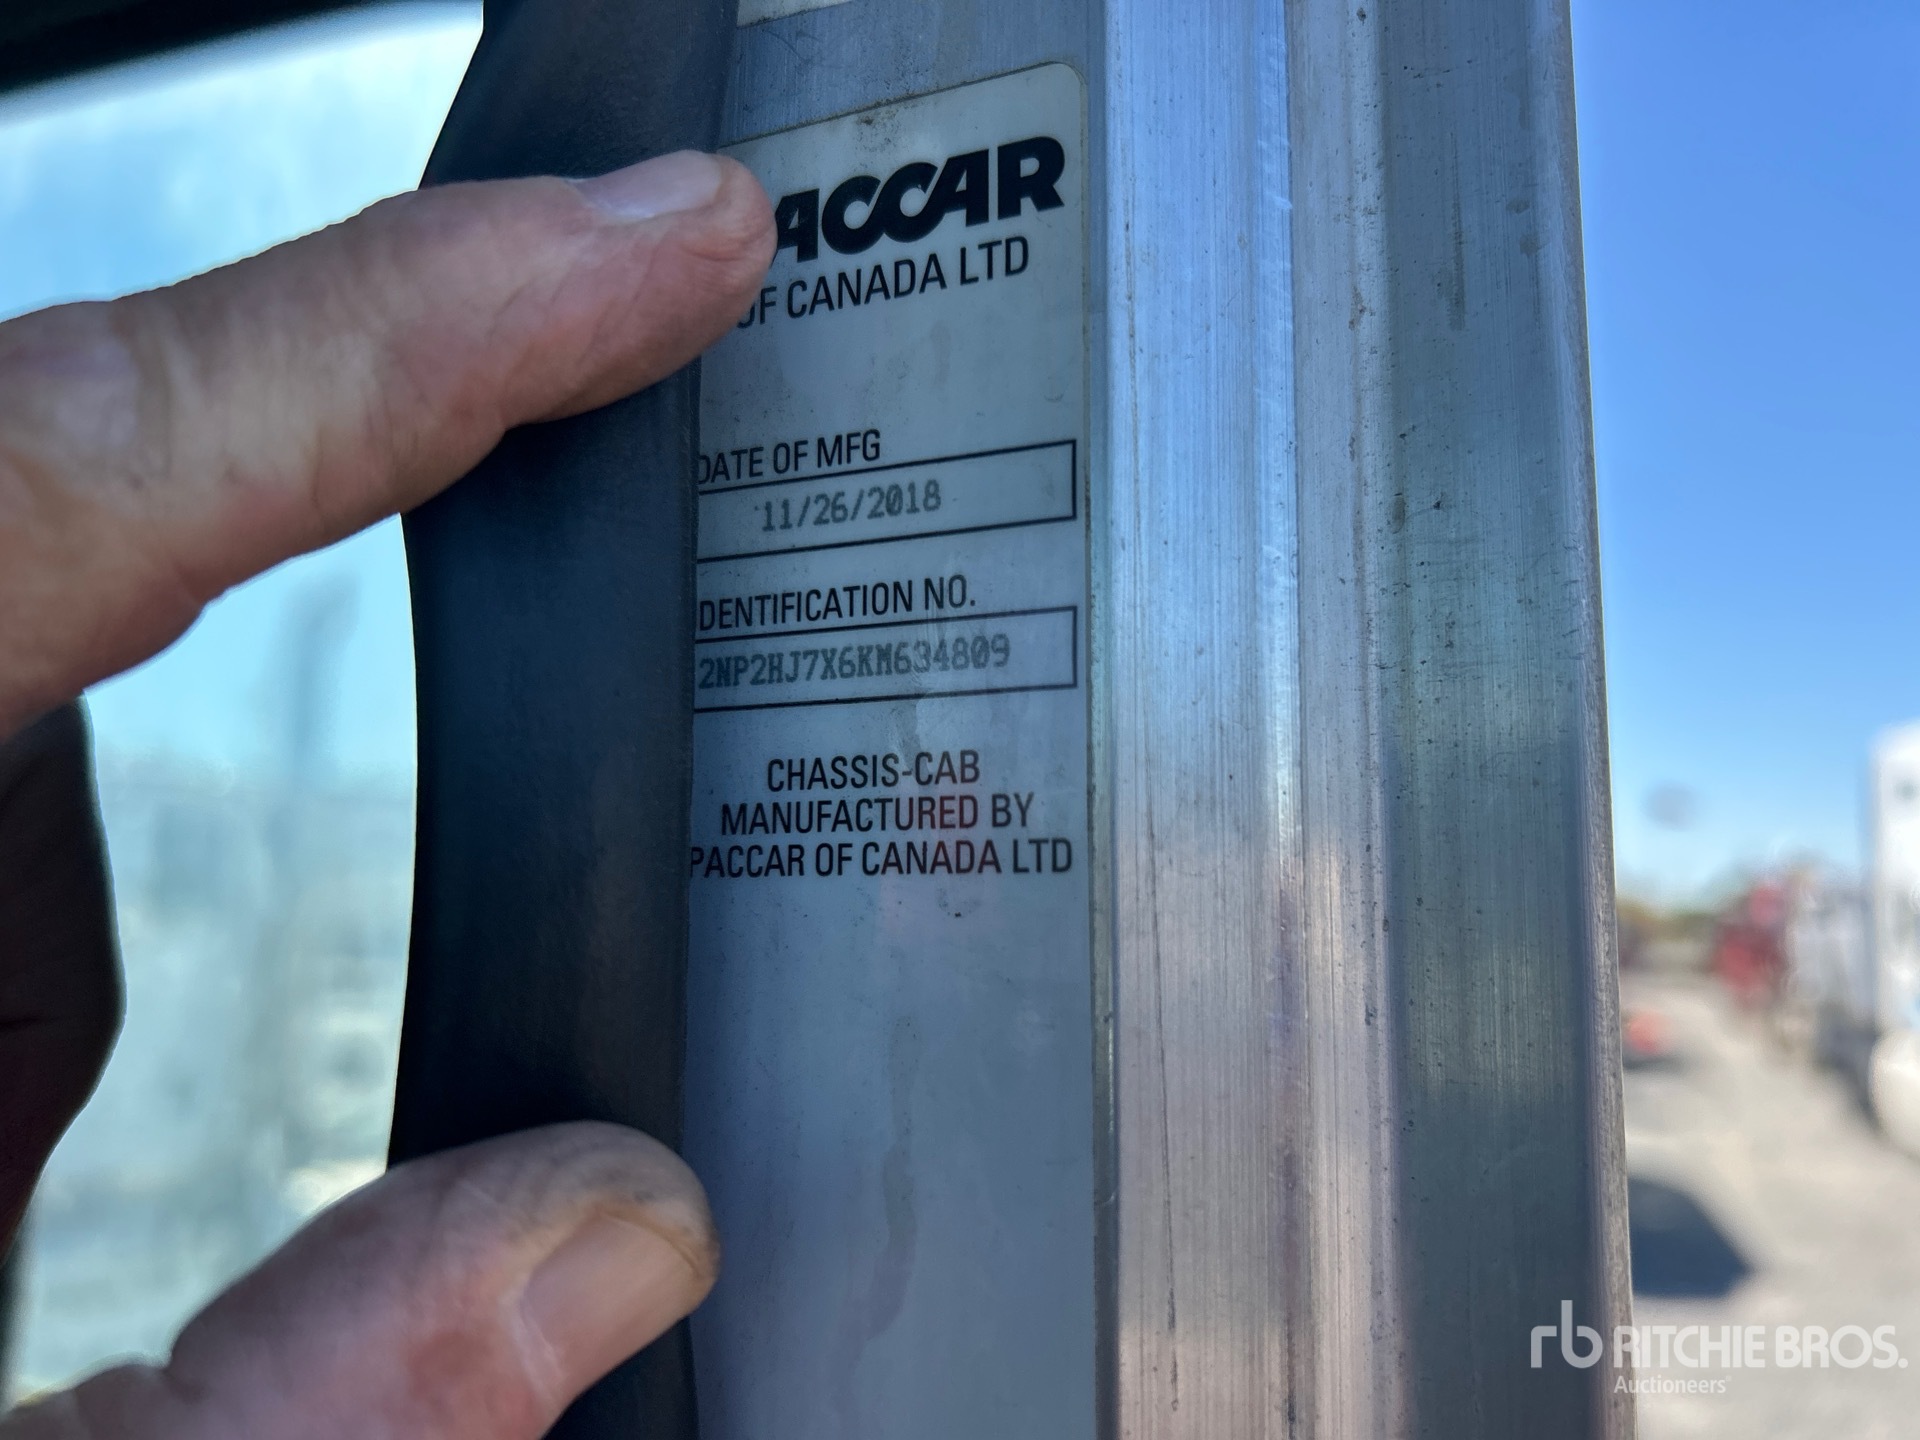 ACCAR
OF CANADA LTD
DATE OF MFG
11/26/2018
DENTIFICATION NO.
2NP2HJ7X6KM634809
CHASSIS-CAB
MANUFACTURED BY
PACCAR OF CANADA LTD
rb RITCHIE BROS.
Auctioneers